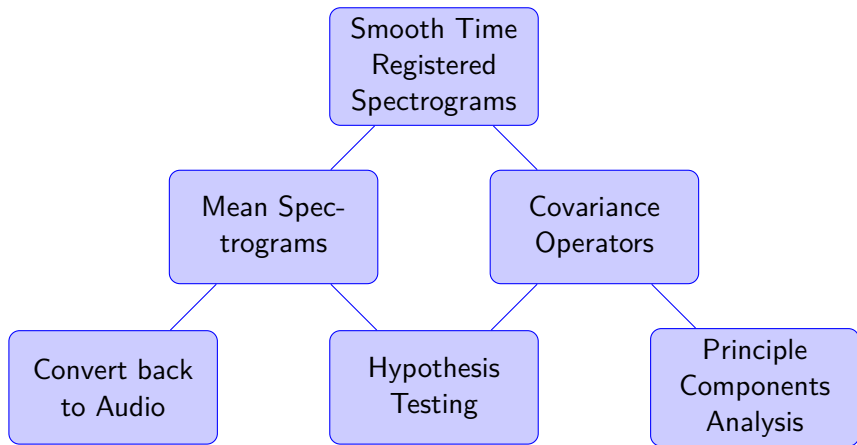 Smooth Time
Registered
Spectrograms
Mean Spec-
trograms
Covariance
Operators
Convert back
to Audio
Hypothesis
Testing
Principle
Components
Analysis